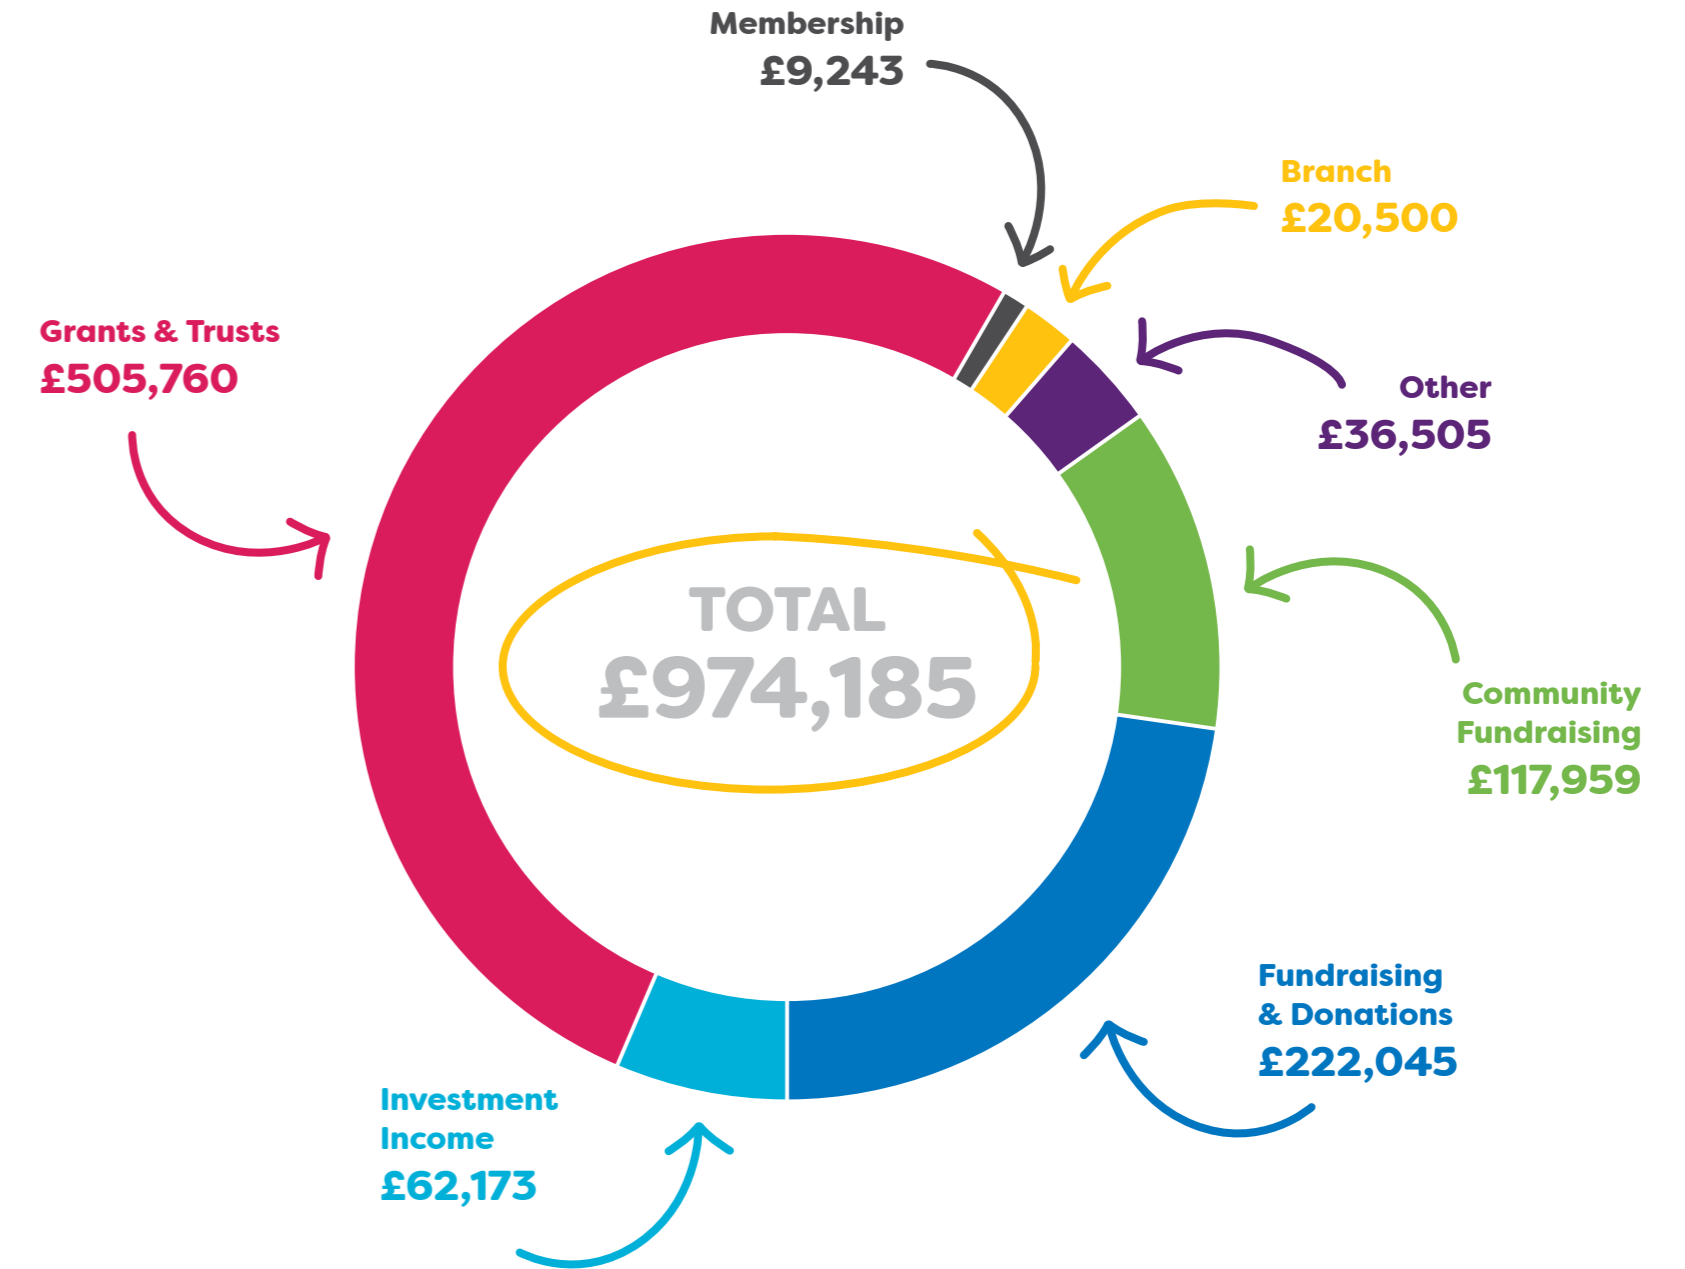 Membership
£9,243
Branch
£20,500
Grants & Trusts
£505,760
Other
£36,505
TOTAL
£974,185
Community
Fundraising
£117,959
Fundraising
& Donations
£222,045
Investment
Income
£62,173